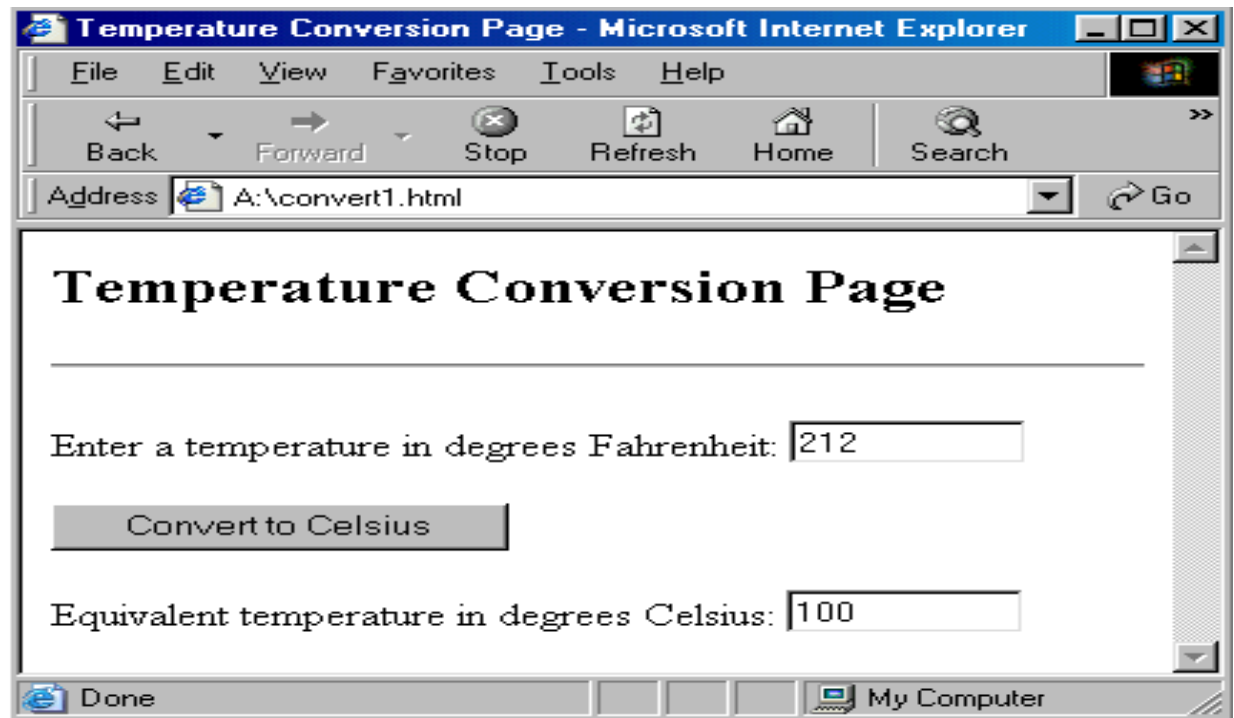 Temperature Conversion Page - Microsoft Internet Explorer
File Edit View Favorites Tools Help
Back Forward Stop Refresh Home Search »
Address A:\convert1.html Go
Temperature Conversion Page
Enter a temperature in degrees Fahrenheit: 212
Convert to Celsius
Equivalent temperature in degrees Celsius: 100
Done My Computer